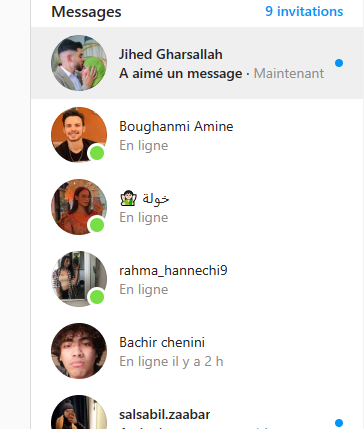 Messages 9 invitations
Jihed Gharsallah
A aimé un message · Maintenant
Boughanmi Amine
En ligne
خولة 🧛🏻‍♀️
En ligne
rahma_hannechi9
En ligne
Bachir chenini
En ligne il y a 2 h
salsabil.zaabar